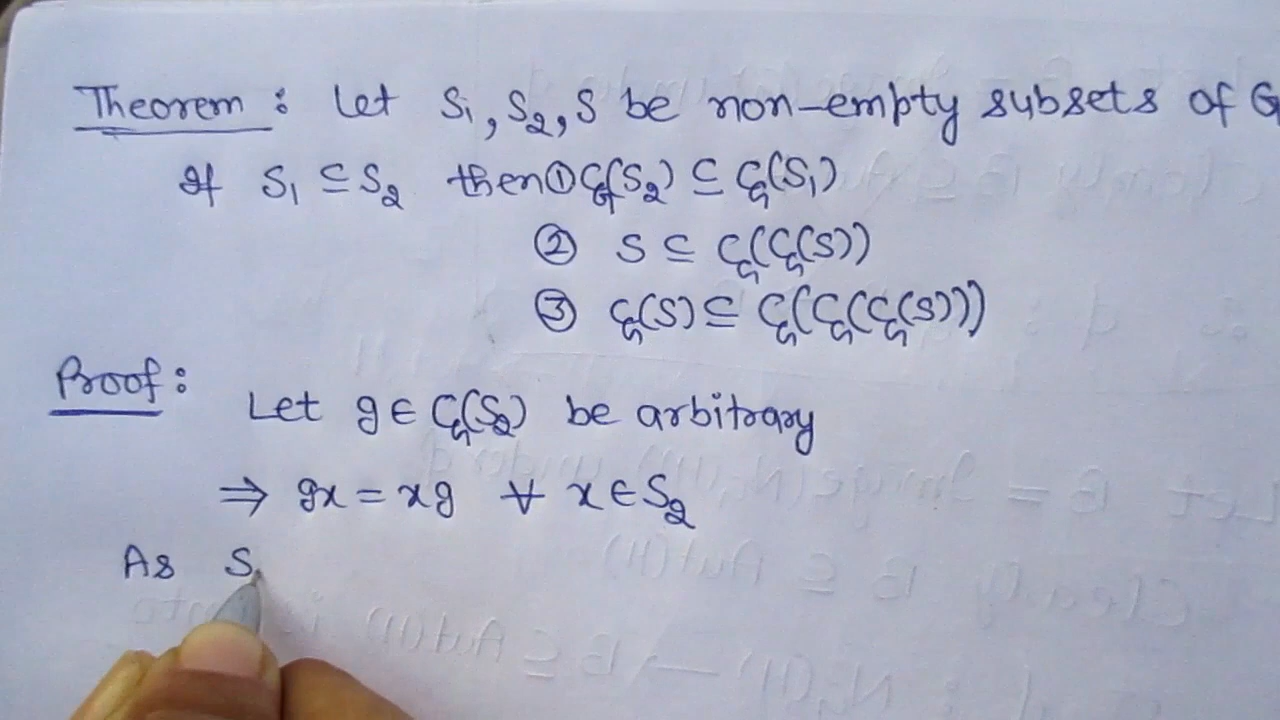 Theorem : Let S₁, S₂, S be non-empty subsets of G
If S₁ ⊆ S₂ then ① C_G(S₂) ⊆ C_G(S₁)
② S ⊆ C_G(C_G(S))
③ C_G(S) ⊆ C_G(C_G(C_G(S)))
Proof :
Let g ∈ C_G(S₂) be arbitrary
⇒ gx = xg ∀ x ∈ S₂
As S₁